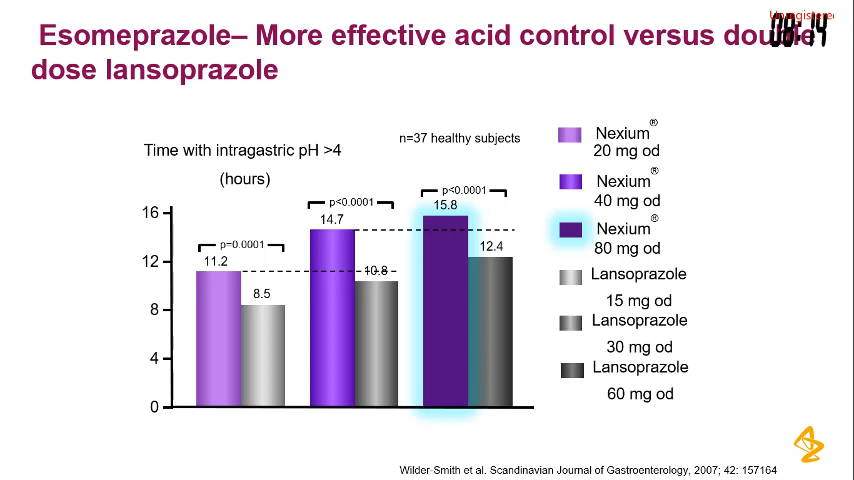 Unregistered
08:14
Esomeprazole– More effective acid control versus double
dose lansoprazole
Time with intragastric pH >4
(hours)
n=37 healthy subjects
16
12
8
4
0
p=0.0001
11.2
8.5
p<0.0001
14.7
10.8
p<0.0001
15.8
12.4
Nexium®
20 mg od
Nexium®
40 mg od
Nexium®
80 mg od
Lansoprazole
15 mg od
Lansoprazole
30 mg od
Lansoprazole
60 mg od
Wilder-Smith et al. Scandinavian Journal of Gastroenterology, 2007; 42: 157164